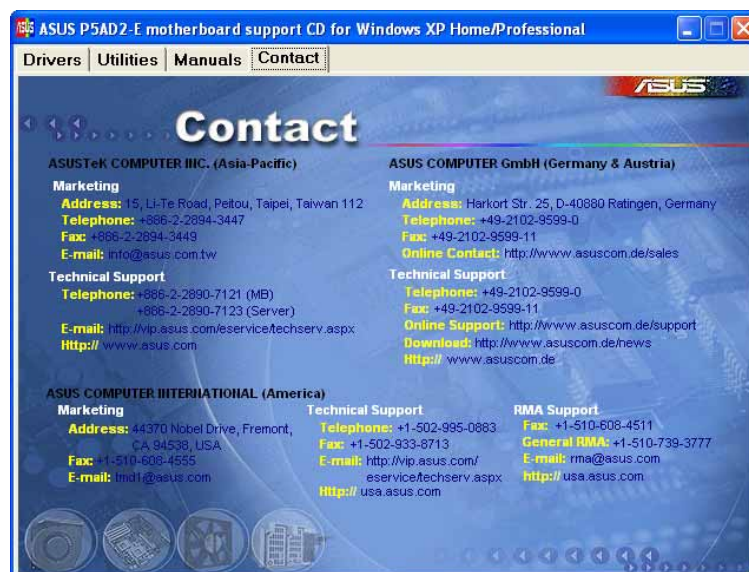 ASUS P5AD2-E motherboard support CD for Windows XP Home/Professional
Drivers Utilities Manuals Contact
ASUS
Contact
ASUSTeK COMPUTER INC. (Asia-Pacific)
Marketing
Address: 15, Li-Te Road, Peitou, Taipei, Taiwan 112
Telephone: +886-2-2894-3447
Fax: +886-2-2894-3449
E-mail: info@asus.com.tw
Technical Support
Telephone: +886-2-2890-7121 (MB)
+886-2-2890-7123 (Server)
E-mail: http://vip.asus.com/eservice/techserv.aspx
Http:// www.asus.com
ASUS COMPUTER GmbH (Germany & Austria)
Marketing
Address: Harkort Str. 25, D-40880 Ratingen, Germany
Telephone: +49-2102-9599-0
Fax: +49-2102-9599-11
Online Contact: http://www.asuscom.de/sales
Technical Support
Telephone: +49-2102-9599-0
Fax: +49-2102-9599-11
Online Support: http://www.asuscom.de/support
Download: http://www.asuscom.de/news
Http:// www.asuscom.de
ASUS COMPUTER INTERNATIONAL (America)
Marketing
Address: 44370 Nobel Drive, Fremont,
CA 94538, USA
Fax: +1-510-608-4555
E-mail: tmd1@asus.com
Technical Support
Telephone: +1-502-995-0883
Fax: +1-502-933-8713
E-mail: http://vip.asus.com/
eservice/techserv.aspx
Http:// usa.asus.com
RMA Support
Fax: +1-510-608-4511
General RMA: +1-510-739-3777
E-mail: rma@asus.com
http:// usa.asus.com